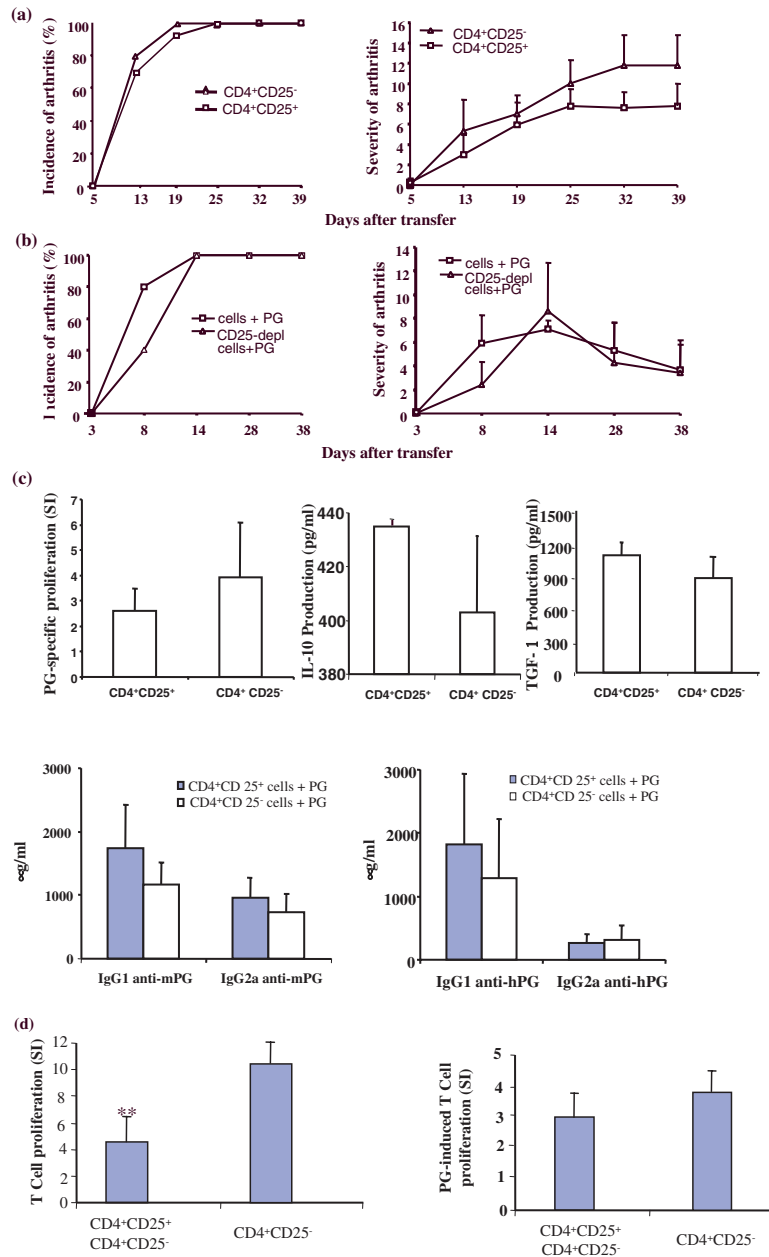 (a)
Incidence of arthritis (%)
100
80
60
40
20
0
CD4+CD25-
CD4+CD25+
5 13 19 25 32 39
Severity of arthritis
16
14
12
10
8
6
4
2
0
CD4+CD25-
CD4+CD25+
5 13 19 25 32 39
Days after transfer
(b)
Incidence of arthritis (%)
100
80
60
40
20
0
cells + PG
CD25-depl
cells+PG
3 8 14 28 38
Severity of arthritis
14
12
10
8
6
4
2
0
cells + PG
CD25-depl
cells+PG
3 8 14 28 38
Days after transfer
(c)
PG-specific proliferation (SI)
7
6
5
4
3
2
1
0
CD4+CD25+ CD4+ CD25-
IL-10 Production (pg/ml)
440
420
400
380
CD4+CD25+ CD4+ CD25-
TGF- 1 Production (pg/ml)
1500
1200
900
600
300
0
CD4+CD25+ CD4+ CD25-
∝g/ml
3000
2000
1000
0
CD4+CD 25+ cells + PG
CD4+CD 25- cells + PG
IgG1 anti-mPG IgG2a anti-mPG
∝g/ml
3000
2000
1000
0
CD4+CD 25+ cells + PG
CD4+CD 25- cells + PG
IgG1 anti-hPG IgG2a anti-hPG
(d)
T Cell proliferation (SI)
12
10
8
6
4
2
0
**
CD4+CD25+
CD4+CD25-
CD4+CD25-
PG-induced T Cell
proliferation (SI)
5
4
3
2
1
0
CD4+CD25+
CD4+CD25-
CD4+CD25-